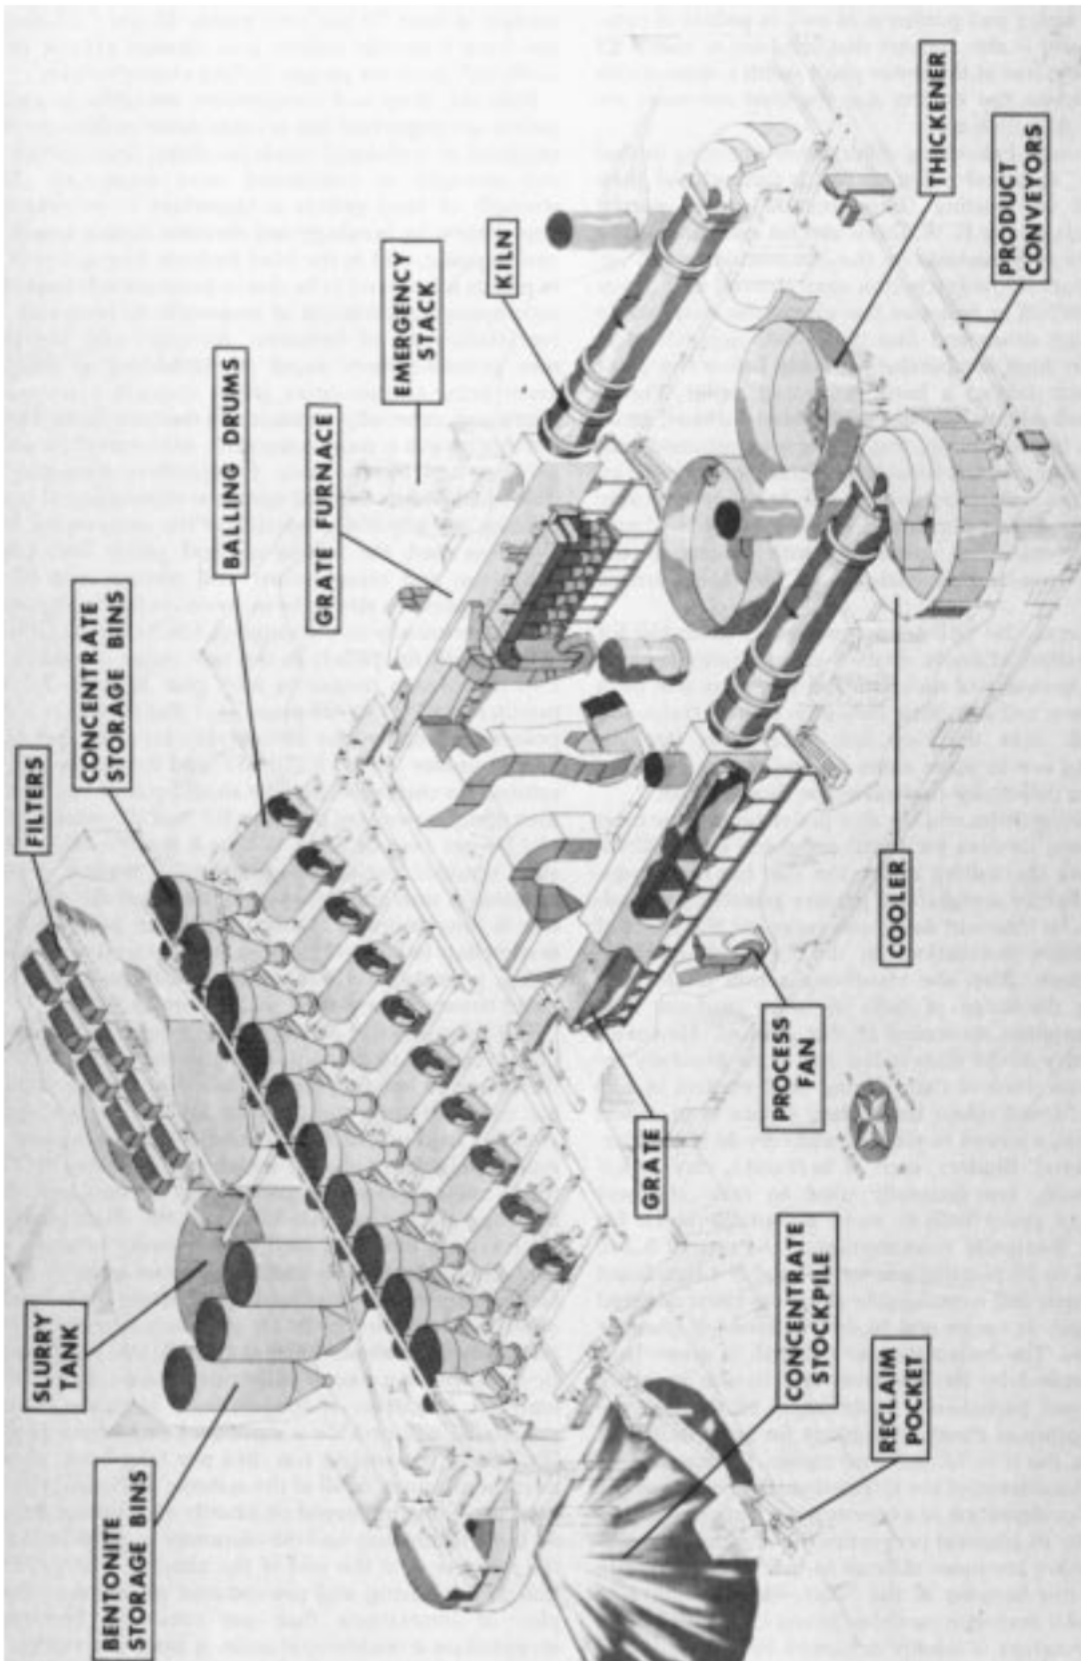 BENTONITE
STORAGE BINS
SLURRY
TANK
FILTERS
CONCENTRATE
STORAGE BINS
BALLING DRUMS
GRATE FURNACE
EMERGENCY
STACK
KILN
THICKENER
PRODUCT
CONVEYORS
COOLER
PROCESS
FAN
GRATE
CONCENTRATE
STOCKPILE
RECLAIM
POCKET